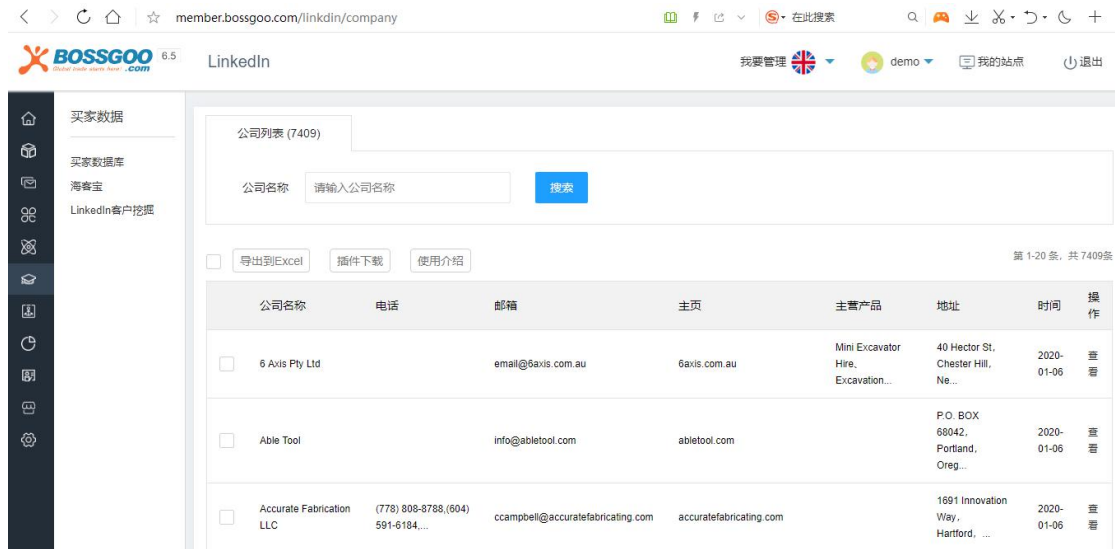 member.bossgoo.com/linkdin/company
在此搜索
BOSSGOO
.com
Global trade starts here!
6.5
LinkedIn
我要管理
demo
我的站点
退出
买家数据
买家数据库
海客宝
LinkedIn客户挖掘
公司列表 (7409)
公司名称
请输入公司名称
搜索
导出到Excel
插件下载
使用介绍
第 1-20 条，共 7409条
公司名称 电话 邮箱 主页 主营产品 地址 时间 操作
6 Axis Pty Ltd
email@6axis.com.au
6axis.com.au
Mini Excavator
Hire、
Excavation...
40 Hector St,
Chester Hill,
Ne...
2020-
01-06
查
看
Able Tool
info@abletool.com
abletool.com
P.O. BOX
68042,
Portland,
Oreg...
2020-
01-06
查
看
Accurate Fabrication
LLC
(778) 808-8788,(604)
591-6184,...
ccampbell@accuratefabricating.com
accuratefabricating.com
1691 Innovation
Way,
Hartford, ...
2020-
01-06
查
看